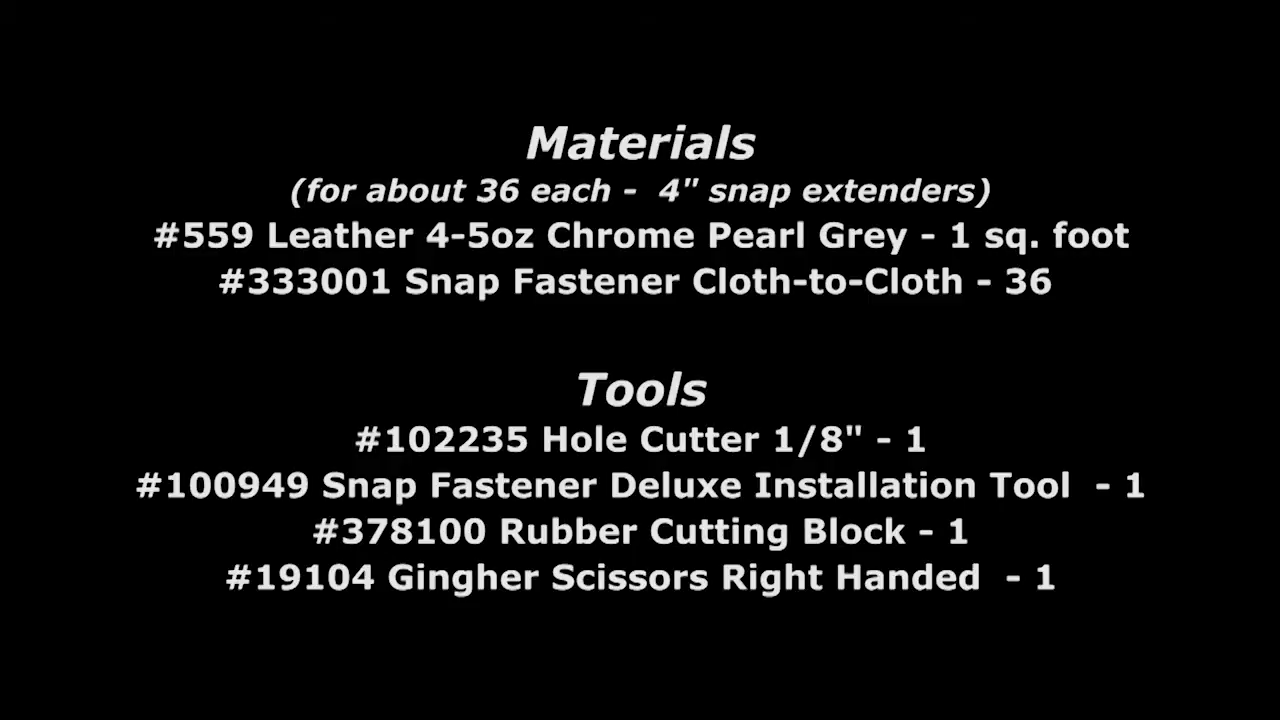 Materials
(for about 36 each -  4" snap extenders)
#559 Leather 4-5oz Chrome Pearl Grey - 1 sq. foot
#333001 Snap Fastener Cloth-to-Cloth - 36
Tools
#102235 Hole Cutter 1/8" - 1
#100949 Snap Fastener Deluxe Installation Tool  - 1
#378100 Rubber Cutting Block - 1
#19104 Gingher Scissors Right Handed  - 1